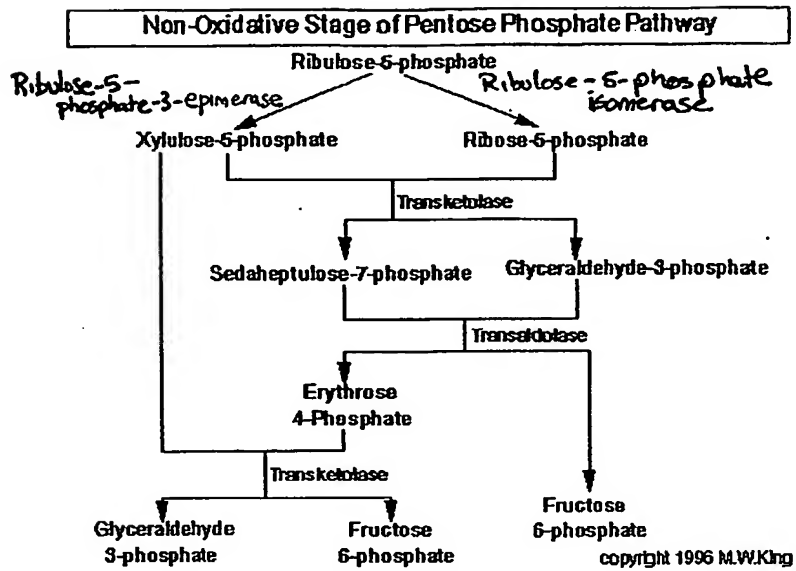 Non-Oxidative Stage of Pentose Phosphate Pathway
Ribulose-5-phosphate
Ribulose-5-
phosphate-3-epimerase
Ribulose-5-phosphate
isomerase
Xylulose-5-phosphate
Ribose-5-phosphate
Transketolase
Sedaheptulose-7-phosphate
Glyceraldehyde-3-phosphate
Transaldolase
Erythrose
4-Phosphate
Transketolase
Glyceraldehyde
3-phosphate
Fructose
6-phosphate
Fructose
6-phosphate
copyright 1996 M.W.King